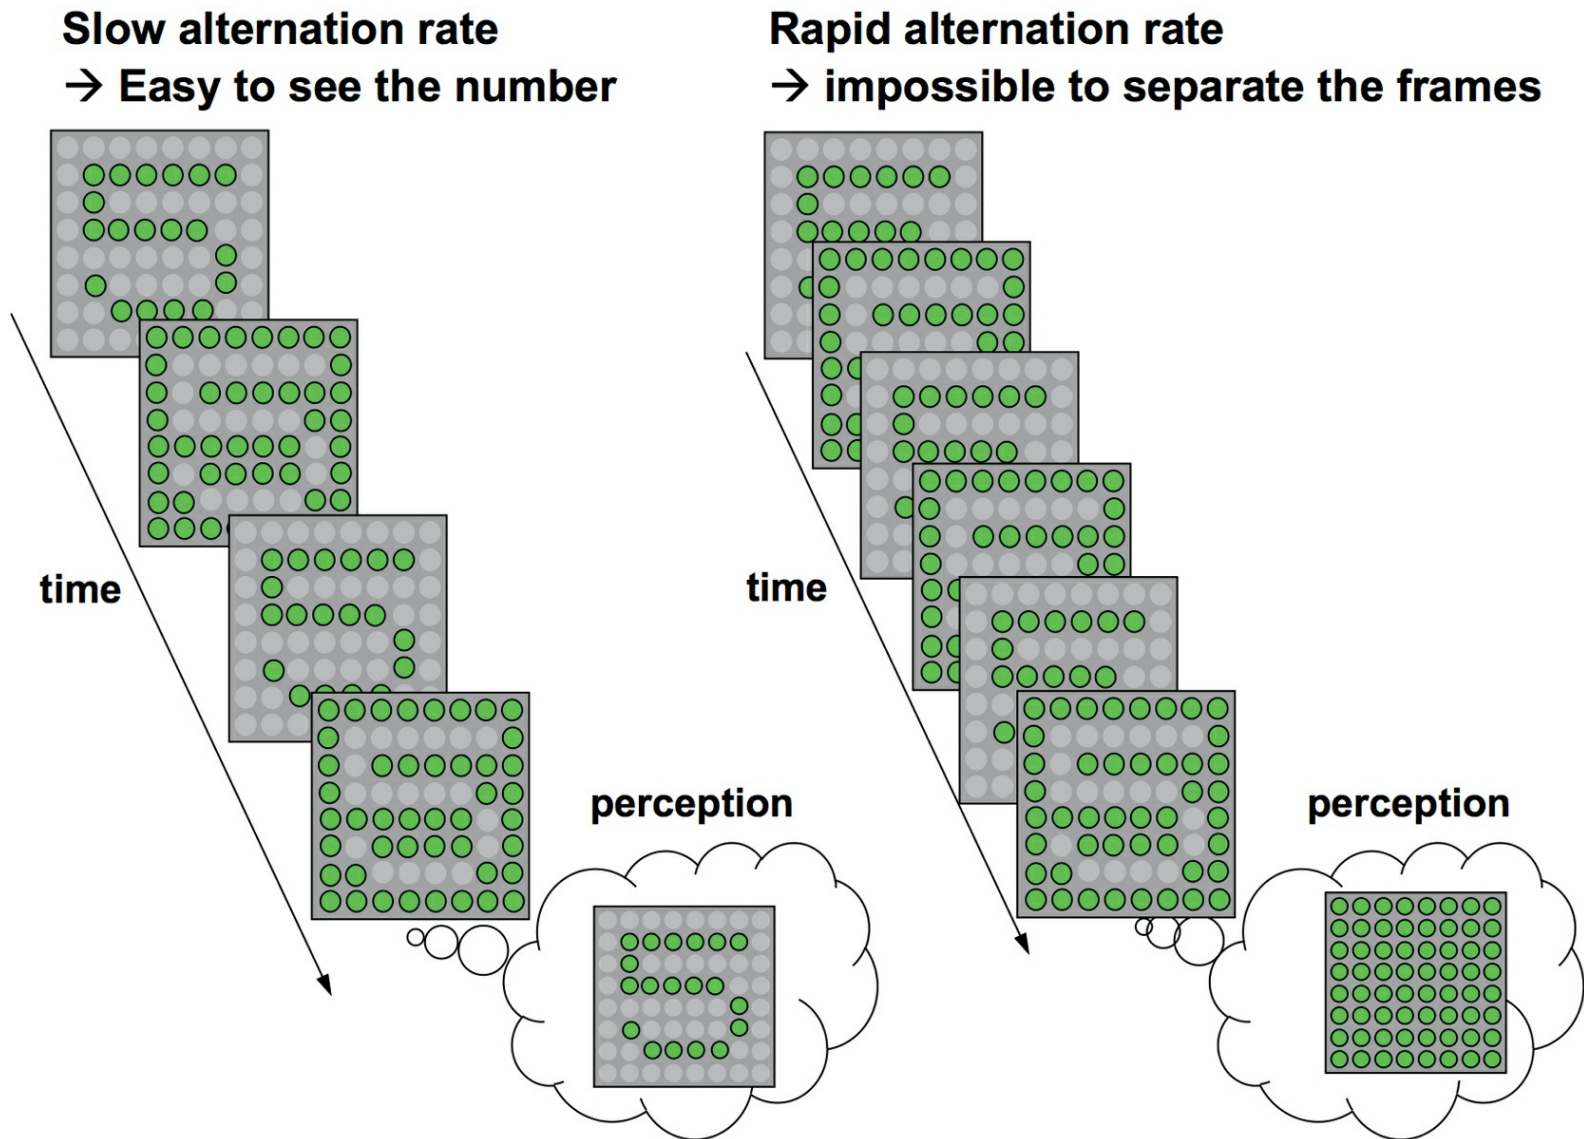 Slow alternation rate
→ Easy to see the number
time
perception
Rapid alternation rate
→ impossible to separate the frames
time
perception